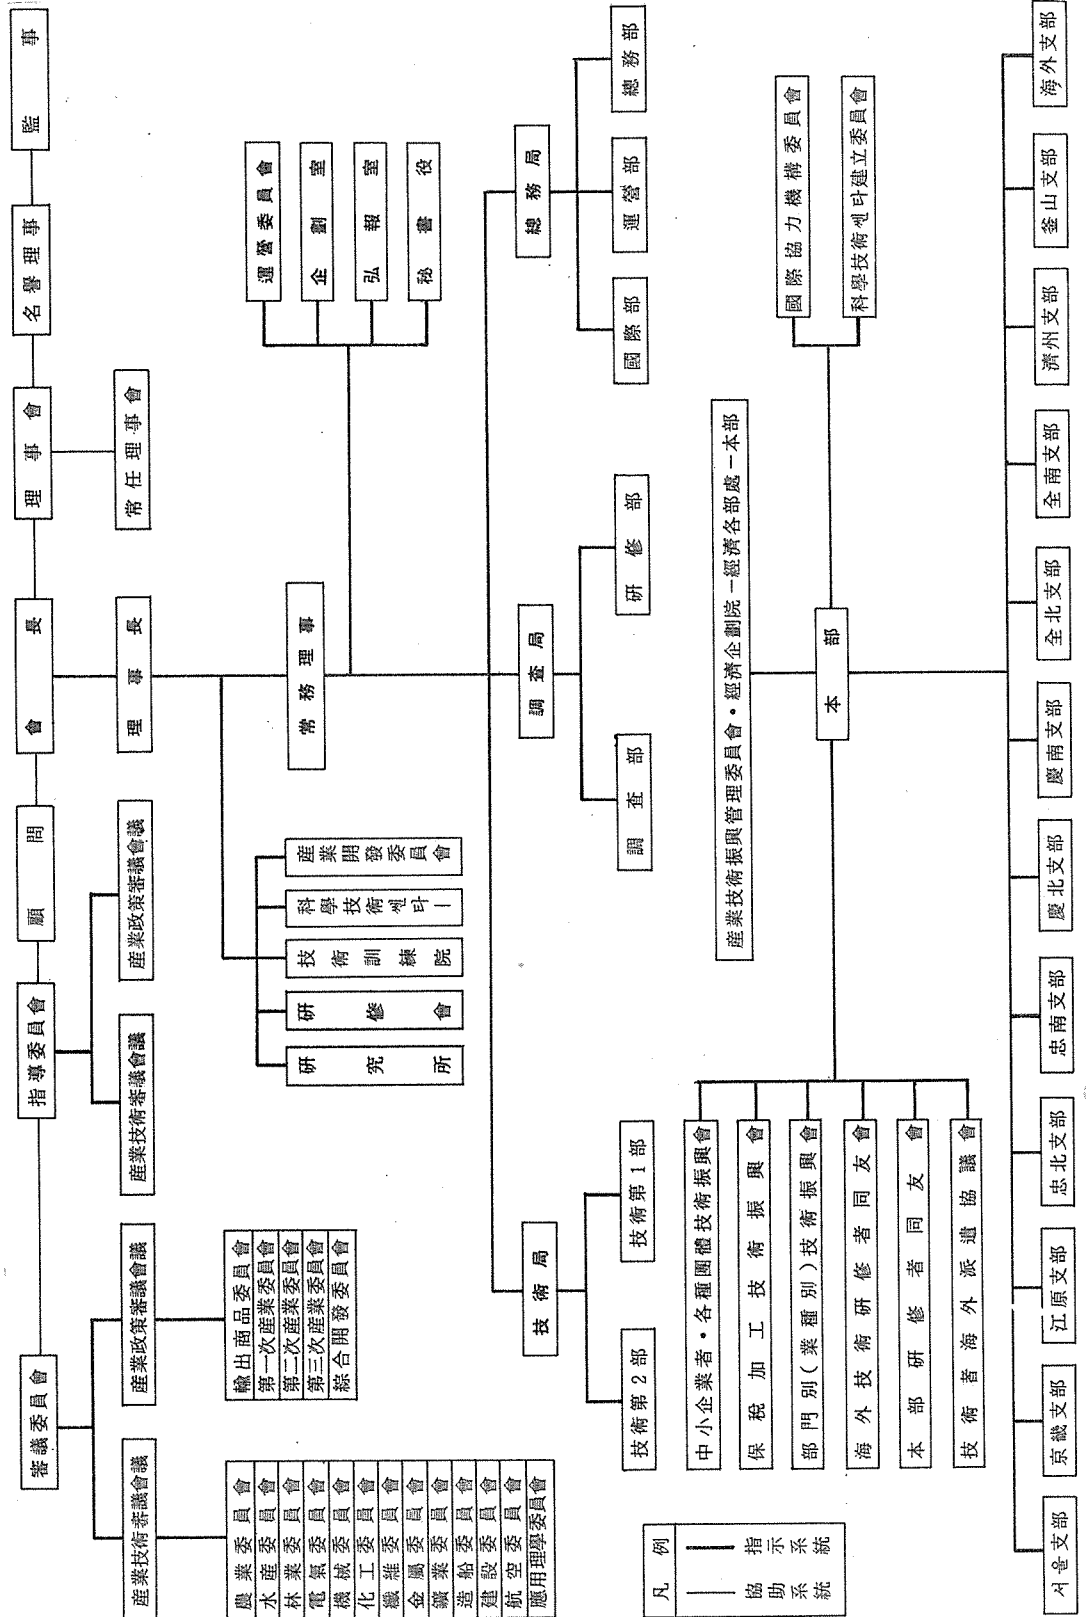 審議委員會
指導委員會
顧問
會長
理事會
名譽理事
監事
産業技術審議會議
産業政策審議會議
産業技術審議會議
産業政策審議會議
理事長
常任理事會
農業委員會
水産委員會
林業委員會
電氣委員會
機械委員會
化工委員會
纖維委員會
金屬委員會
鑛業委員會
造船委員會
建設委員會
航空委員會
應用理學委員會
輸出商品委員會
第一次産業委員會
第二次産業委員會
第三次産業委員會
綜合開發委員會
研究所
研修會
技術訓練院
科學技術쎈타ー
産業開發委員會
常務理事
運營委員會
企劃室
弘報室
秘書役
技術局
調査局
總務局
技術第2部
技術第1部
調査部
研修部
國際部
運營部
總務部
産業技術振興管理委員會・經濟企劃院－經濟各部處－本部
中小企業者・各種團體技術振興會
保稅加工技術振興會
部門別(業種別)技術振興會
海外技術研修者同友會
本部研修者同友會
技術者海外派遣協議會
本部
國際協力機構委員會
科學技術쎈타建立委員會
凡例
協助系統
指示系統
서울支部
京畿支部
江原支部
忠北支部
忠南支部
慶北支部
慶南支部
全北支部
全南支部
濟州支部
釜山支部
海外支部